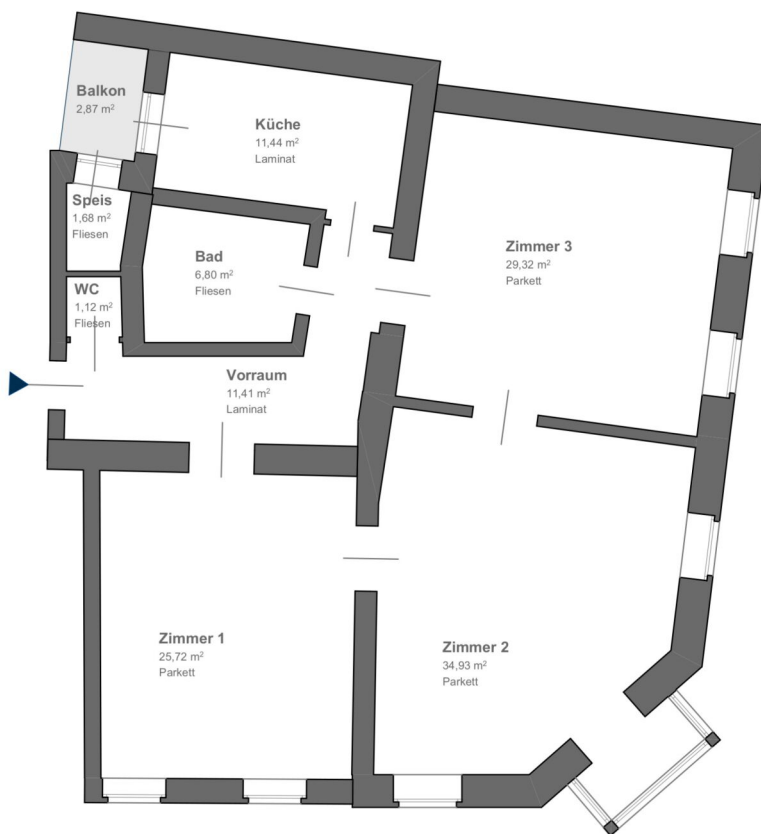 Balkon
2,87 m²
Küche
11,44 m²
Laminat
Speis
1,68 m²
Fliesen
Bad
6,80 m²
Fliesen
Zimmer 3
29,32 m²
Parkett
WC
1,12 m²
Fliesen
Vorraum
11,41 m²
Laminat
Zimmer 1
25,72 m²
Parkett
Zimmer 2
34,93 m²
Parkett